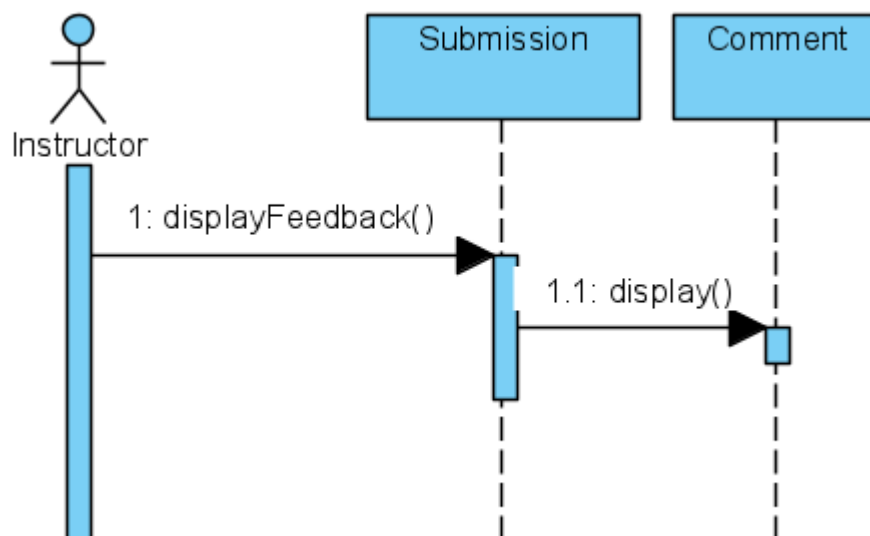 Submission
Comment
Instructor
1: displayFeedback()
1.1: display()